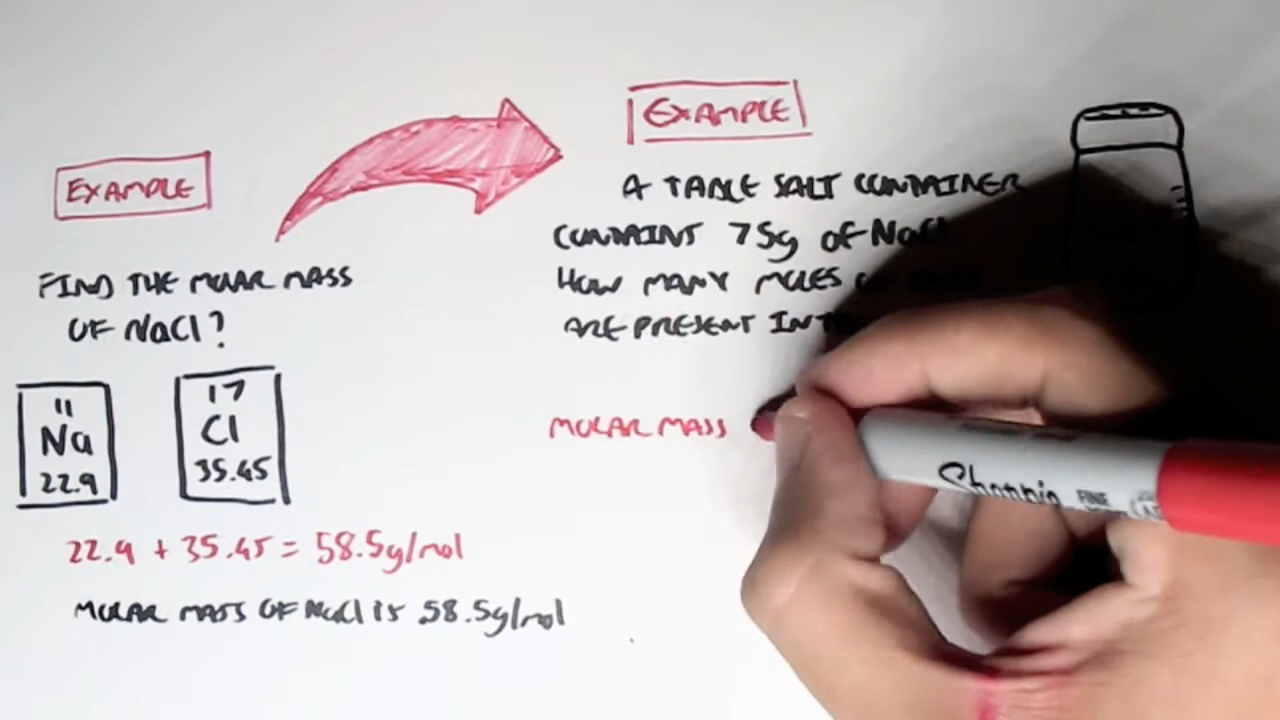 EXAMPLE
FIND THE MOLAR MASS
OF NaCl?
11
Na
22.9
17
Cl
35.45
22.9 + 35.45 = 58.5g/mol
MOLAR MASS OF NaCl IS 58.5g/mol
EXAMPLE
A TABLE SALT CONTAINER
CONTAINS 75g OF NaCl
HOW MANY MOLES
ARE PRESENT IN
MOLAR MASS
Sharpie
FINE